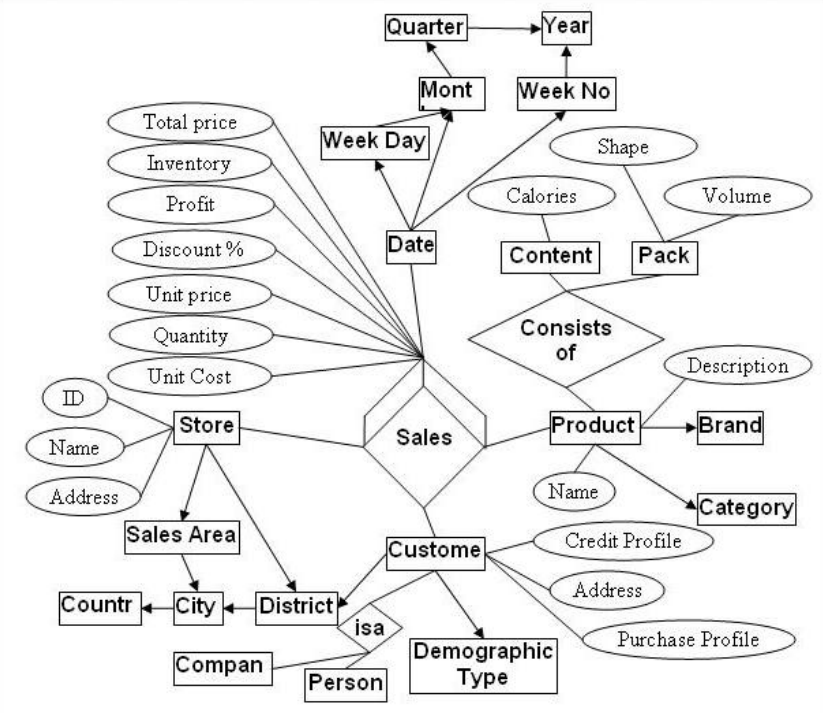 Quarter
Year
Mont
Week No
Total price
Week Day
Shape
Inventory
Calories
Volume
Profit
Date
Discount %
Content
Pack
Unit price
Consists
of
Quantity
Description
Unit Cost
ID
Store
Sales
Product
Brand
Name
Name
Address
Category
Sales Area
Custome
Credit Profile
Address
Countr
City
District
isa
Purchase Profile
Compan
Demographic
Type
Person